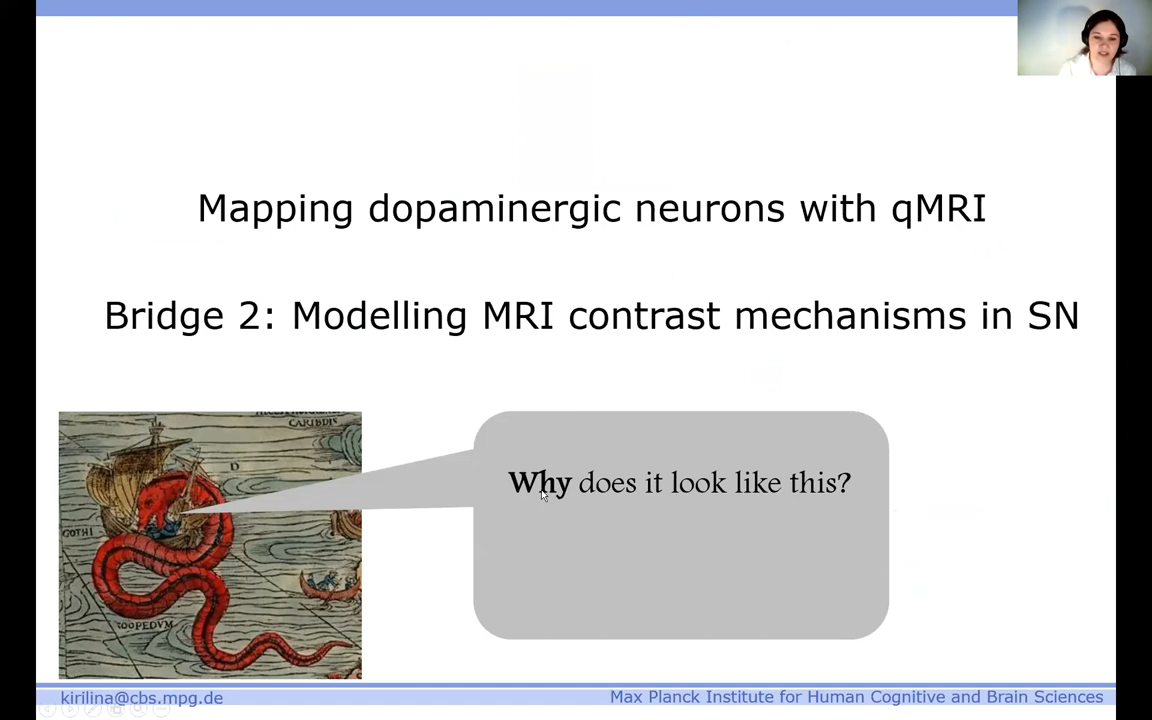 Mapping dopaminergic neurons with qMRI
Bridge 2: Modelling MRI contrast mechanisms in SN
CARIBDIS
D
Why does it look like this?
GOTHI
kirilina@cbs.mpg.de
Max Planck Institute for Human Cognitive and Brain Sciences